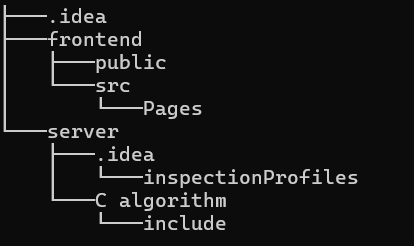 ├───.idea
├───frontend
│   ├───public
│   └───src
│       └───Pages
└───server
    ├───.idea
    │   └───inspectionProfiles
    └───C algorithm
        └───include